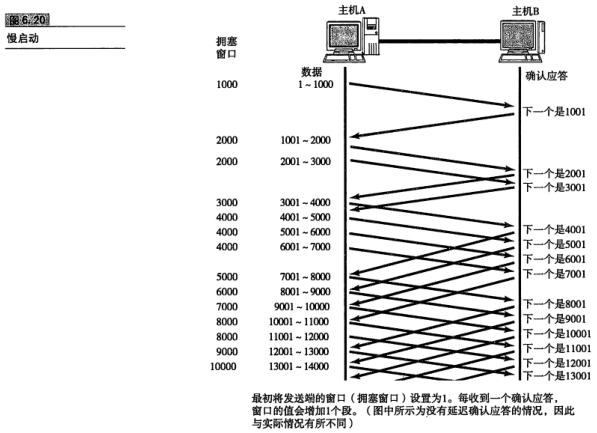 图6.20
慢启动
主机A
主机B
拥塞
窗口
数据
确认应答
1000 1～1000
下一个是1001
2000 1001～2000
2000 2001～3000
下一个是2001
下一个是3001
3000 3001～4000
4000 4001～5000
4000 5001～6000
4000 6001～7000
下一个是4001
下一个是5001
下一个是6001
下一个是7001
5000 7001～8000
6000 8001～9000
7000 9001～10000
8000 10001～11000
8000 11001～12000
9000 12001～13000
10000 13001～14000
下一个是8001
下一个是9001
下一个是10001
下一个是11001
下一个是12001
下一个是13001
最初将发送端的窗口（拥塞窗口）设置为1。每收到一个确认应答，
窗口的值会增加1个段。（图中所示为没有延迟确认应答的情况，因此
与实际情况有所不同）